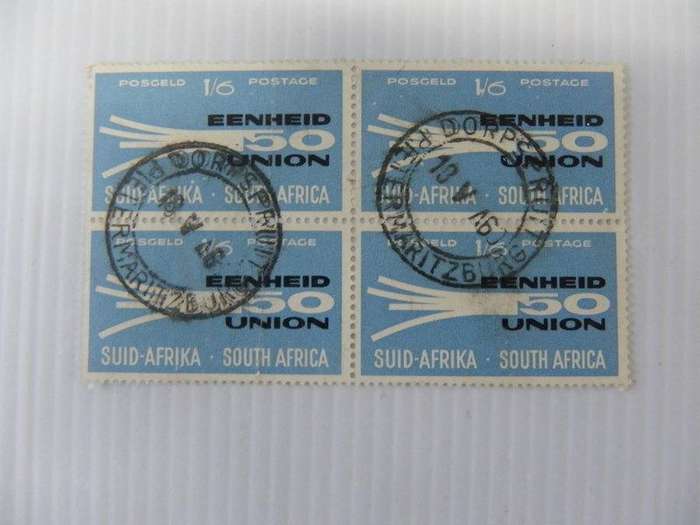 POSGELD 1/6 POSTAGE
EENHEID
50
UNION
SUID-AFRIKA · SOUTH AFRICA
POSGELD 1/6 POSTAGE
EENHEID
50
UNION
SUID-AFRIKA · SOUTH AFRICA
POSGELD 1/6 POSTAGE
EENHEID
50
UNION
SUID-AFRIKA · SOUTH AFRICA
POSGELD 1/6 POSTAGE
EENHEID
50
UNION
SUID-AFRIKA · SOUTH AFRICA